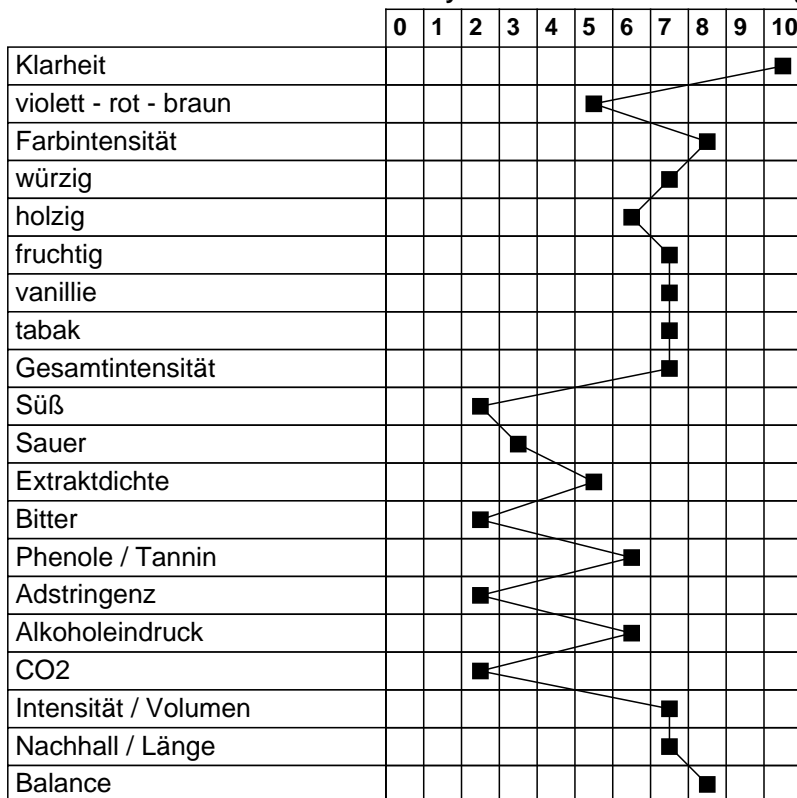 0 1 2 3 4 5 6 7 8 9 10
Klarheit
violett - rot - braun
Farbintensität
würzig
holzig
fruchtig
vanillie
tabak
Gesamtintensität
Süß
Sauer
Extraktdichte
Bitter
Phenole / Tannin
Adstringenz
Alkoholeindruck
CO2
Intensität / Volumen
Nachhall / Länge
Balance